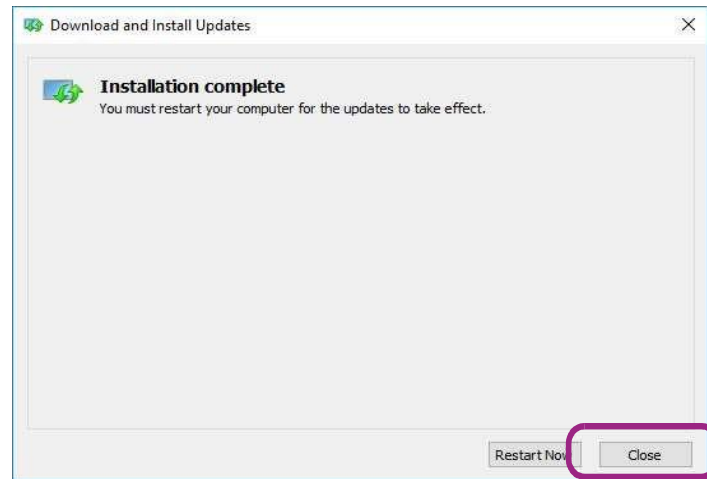 Download and Install Updates
Installation complete
You must restart your computer for the updates to take effect.
Restart Now
Close